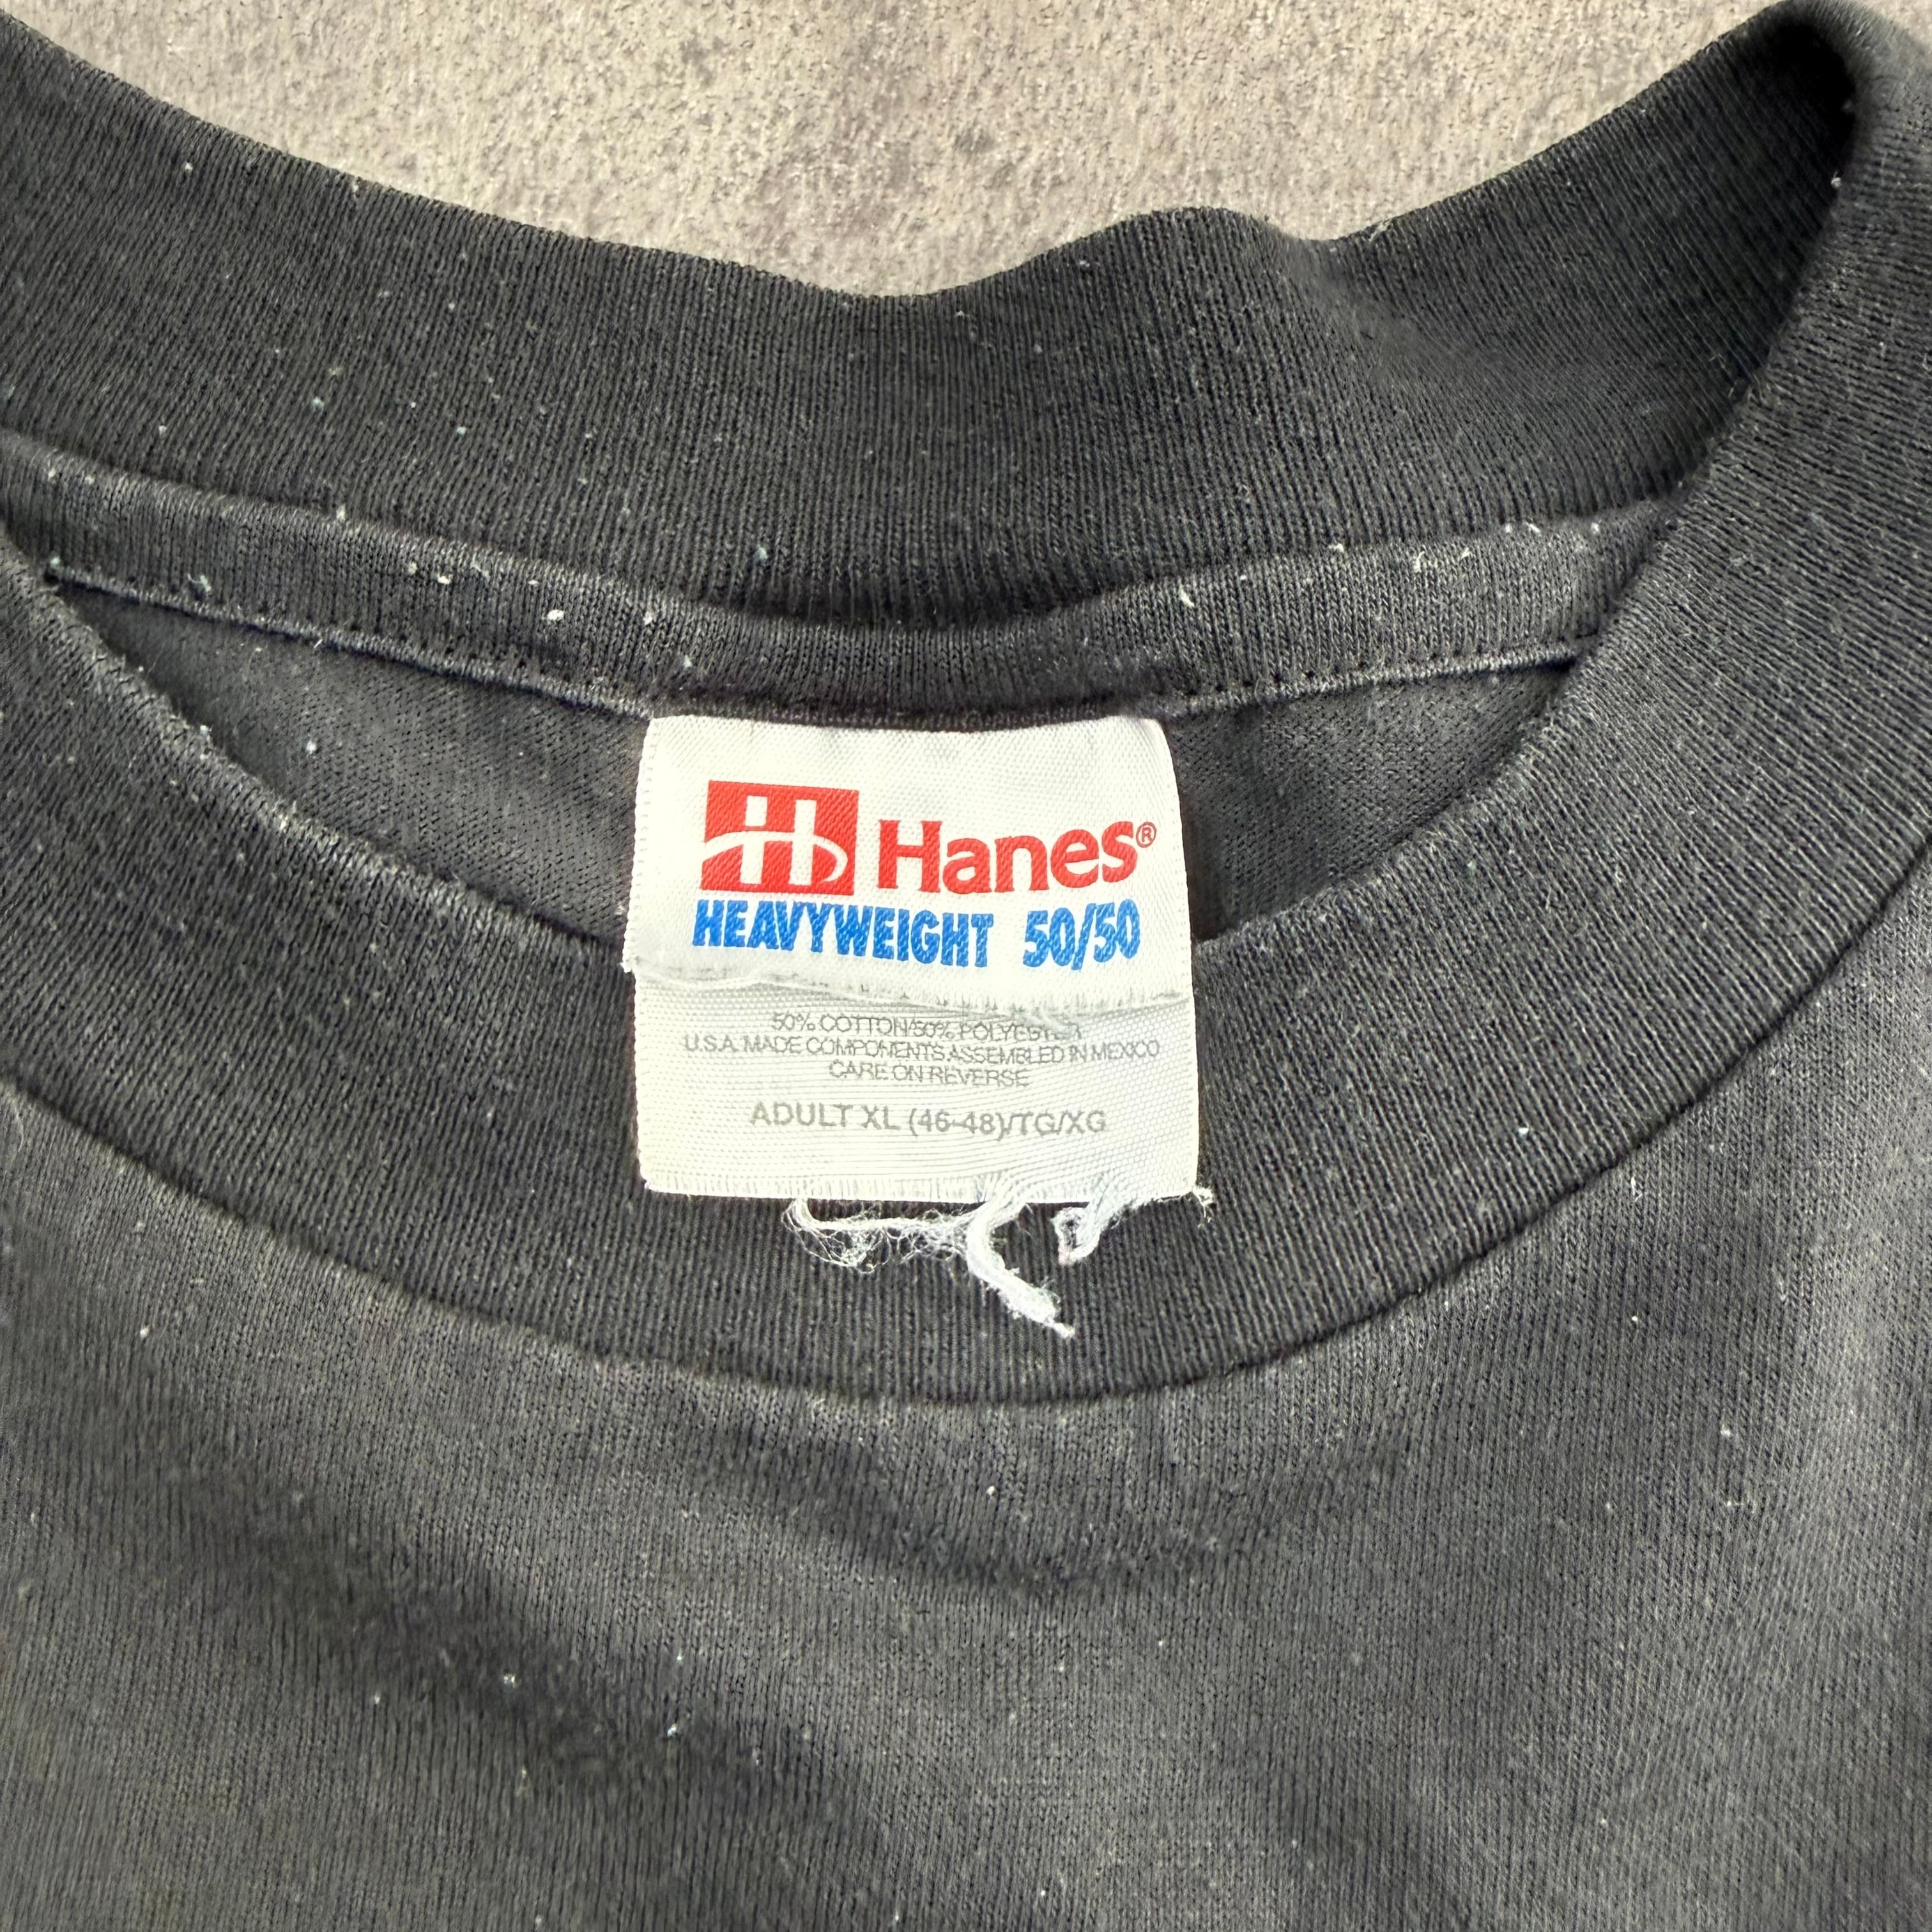 H Hanes®
HEAVYWEIGHT 50/50
50% COTTON/50% POLYESTER
U.S.A. MADE COMPONENTS ASSEMBLED IN MEXICO
CARE ON REVERSE
ADULT XL (46-48)/TG/XG